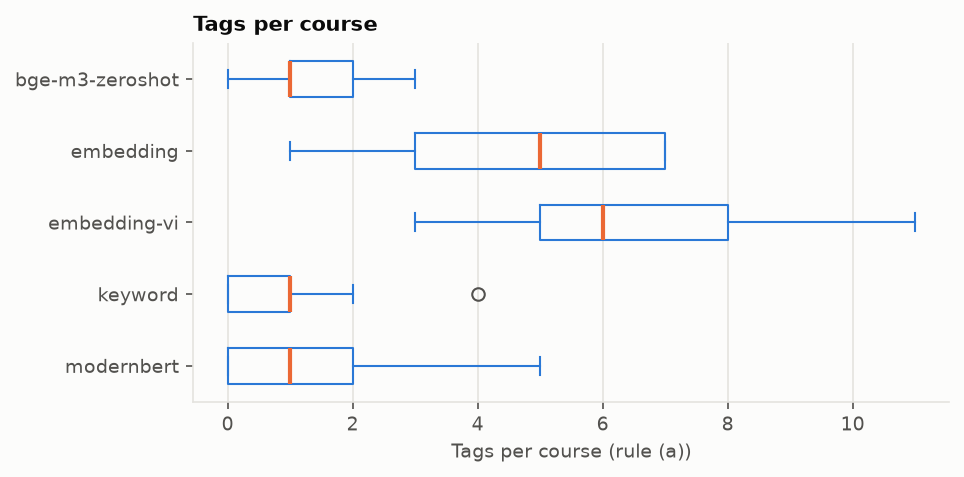 Tags per course
bge-m3-zeroshot
embedding
embedding-vi
keyword
modernbert
0 2 4 6 8 10
Tags per course (rule (a))